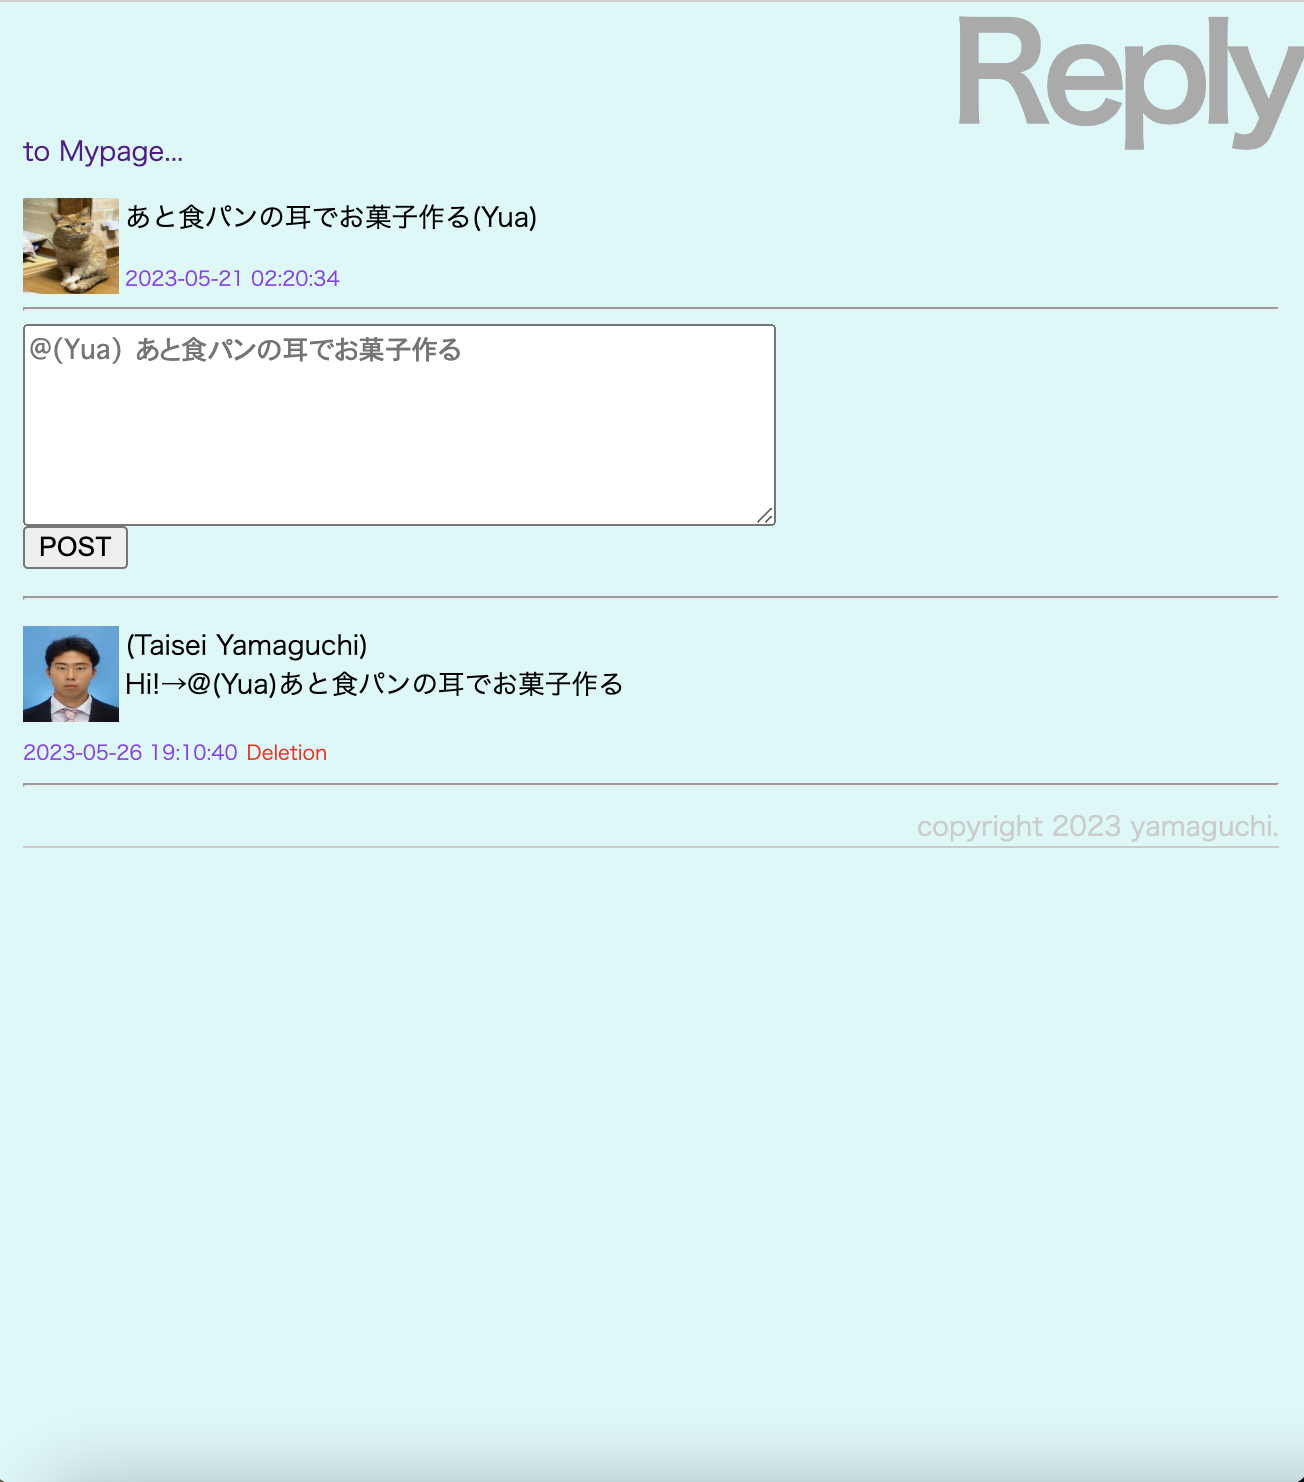 Reply
to Mypage...
あと食パンの耳でお菓子作る(Yua)
2023-05-21 02:20:34
@(Yua) あと食パンの耳でお菓子作る
POST
(Taisei Yamaguchi)
Hi!→@(Yua)あと食パンの耳でお菓子作る
2023-05-26 19:10:40 Deletion
copyright 2023 yamaguchi.